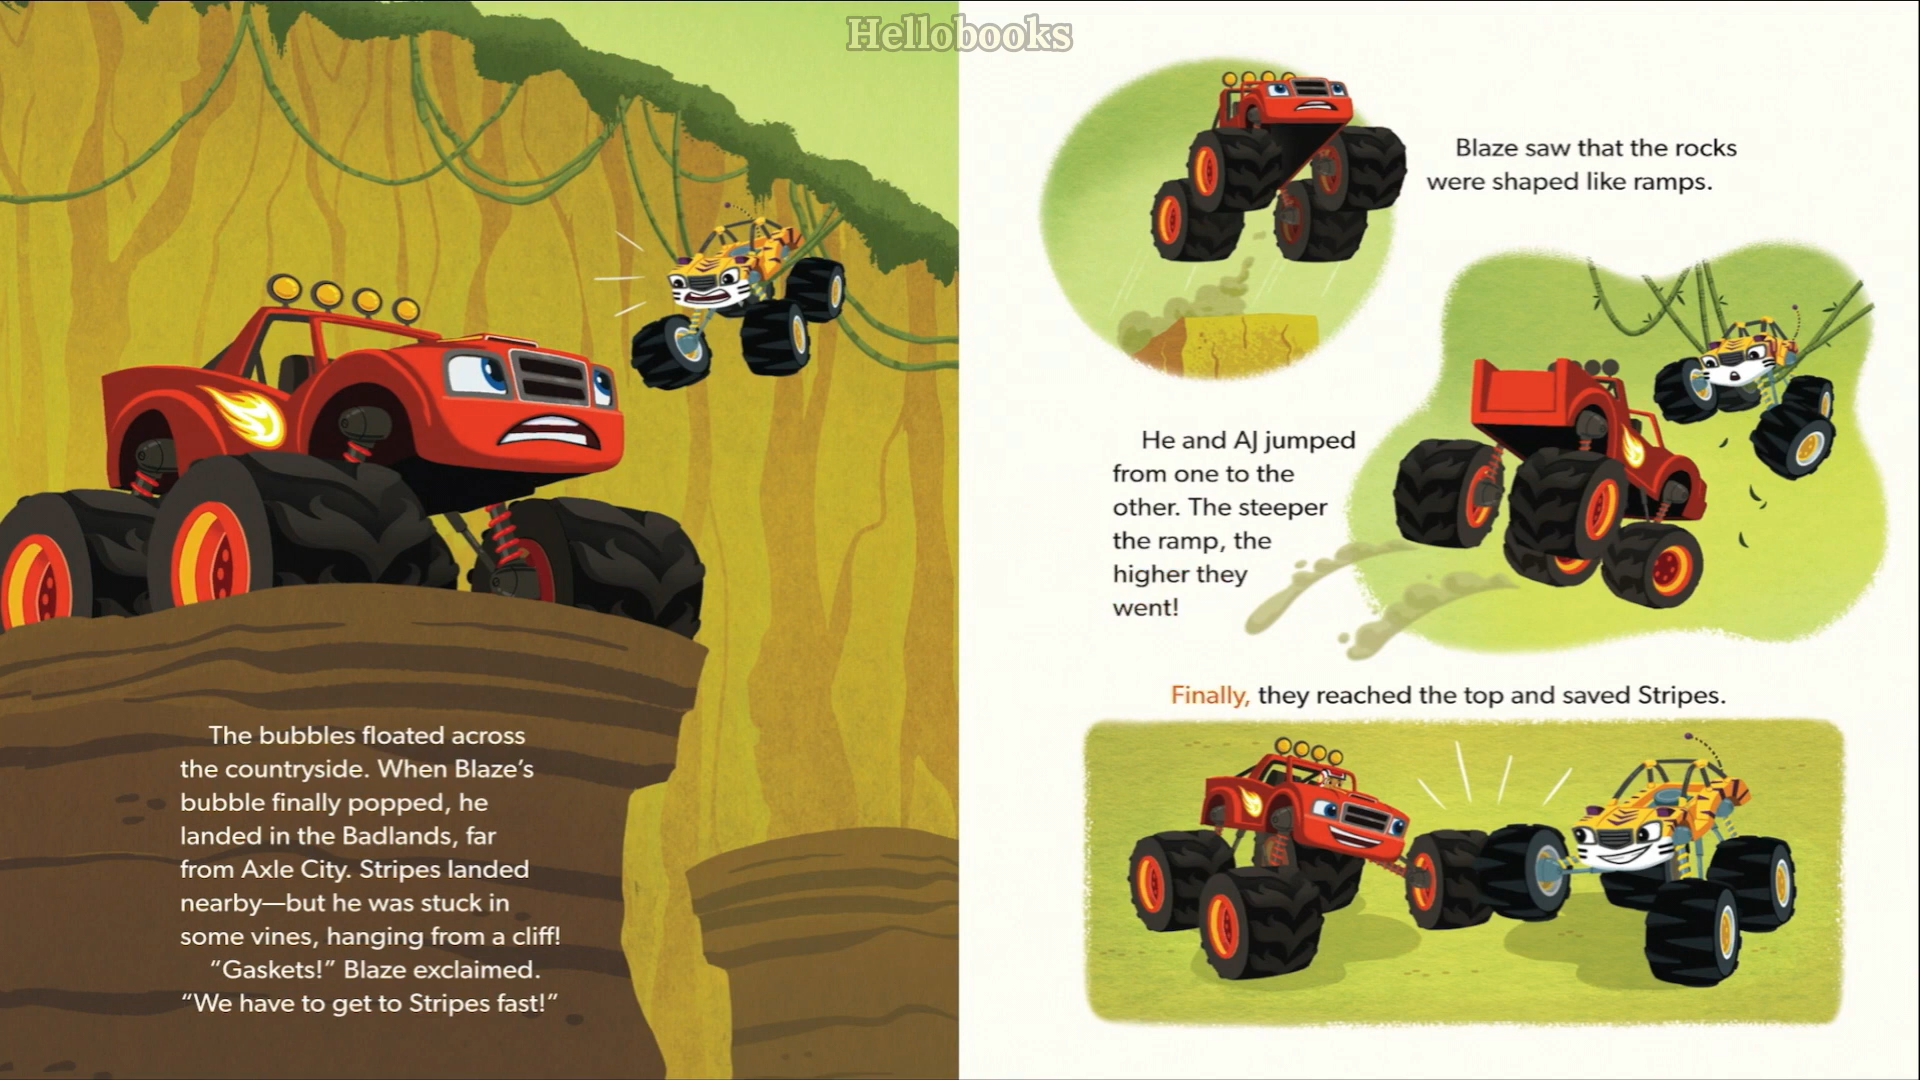 Hellobooks
The bubbles floated across
the countryside. When Blaze’s
bubble finally popped, he
landed in the Badlands, far
from Axle City. Stripes landed
nearby—but he was stuck in
some vines, hanging from a cliff!
“Gaskets!” Blaze exclaimed.
“We have to get to Stripes fast!”
Blaze saw that the rocks
were shaped like ramps.
He and AJ jumped
from one to the
other. The steeper
the ramp, the
higher they
went!
Finally, they reached the top and saved Stripes.